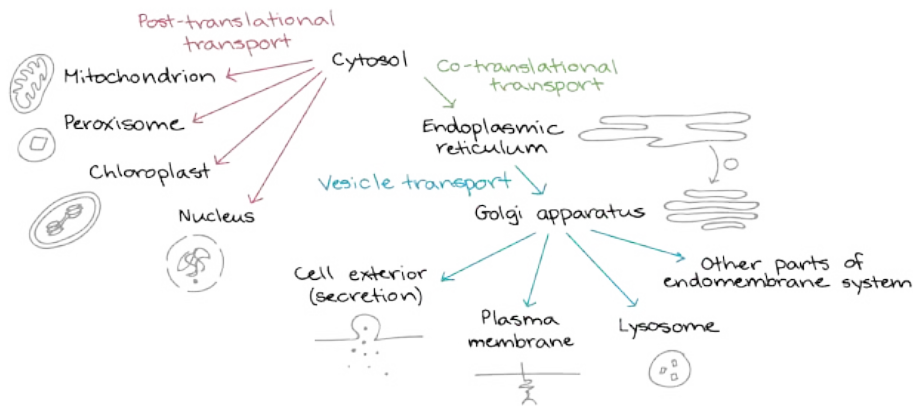 Post-translational
transport
Cytosol
Mitochondrion
Co-translational
transport
Peroxisome
Endoplasmic
reticulum
Chloroplast
Vesicle transport
Nucleus
Golgi apparatus
Cell exterior
(secretion)
Other parts of
endomembrane system
Plasma
membrane
Lysosome